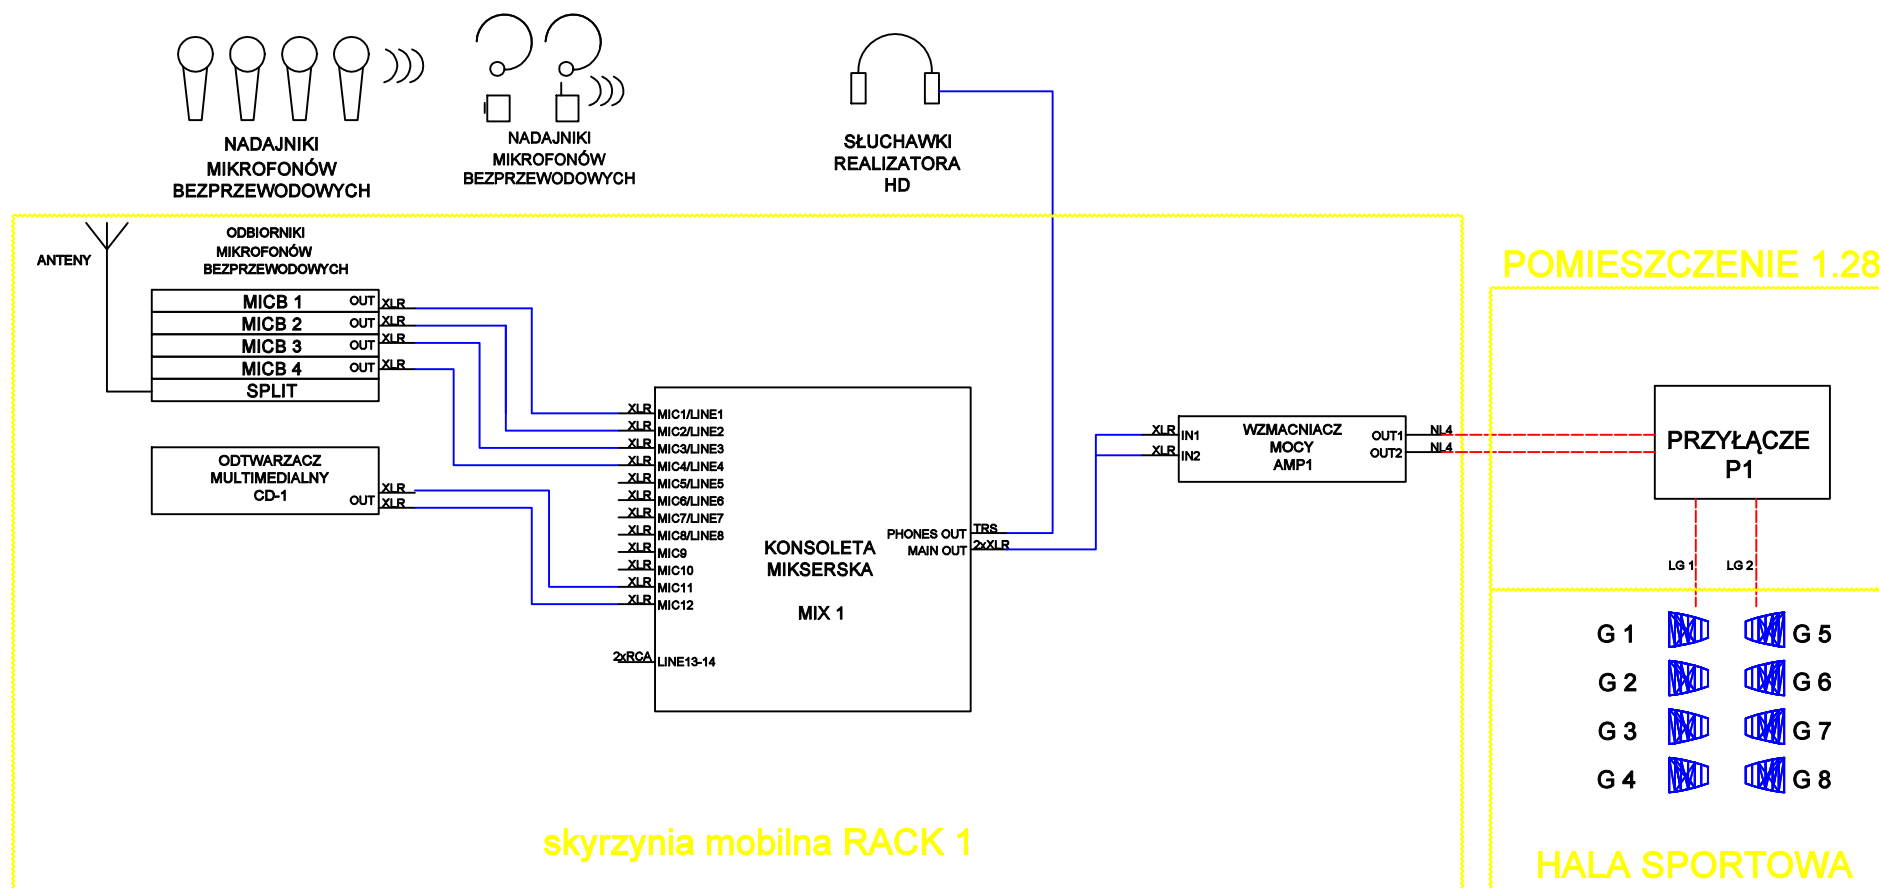 NADAJNIKI
MIKROFONÓW
BEZPRZEWODOWYCH
NADAJNIKI
MIKROFONÓW
BEZPRZEWODOWYCH
SŁUCHAWKI
REALIZATORA
HD
ANTENY
ODBIORNIKI
MIKROFONÓW
BEZPRZEWODOWYCH
MICB 1 OUT XLR
MICB 2 OUT XLR
MICB 3 OUT XLR
MICB 4 OUT XLR
SPLIT
ODTWARZACZ
MULTIMEDIALNY
CD-1
OUT
XLR
XLR
XLR MIC1/LINE1
XLR MIC2/LINE2
XLR MIC3/LINE3
XLR MIC4/LINE4
XLR MIC5/LINE5
XLR MIC6/LINE6
XLR MIC7/LINE7
XLR MIC8/LINE8
XLR MIC9
XLR MIC10
XLR MIC11
XLR MIC12
2xRCA LINE13-14
KONSOLETA
MIKSERSKA
MIX 1
PHONES OUT TRS
MAIN OUT 2xXLR
XLR IN1
XLR IN2
WZMACNIACZ
MOCY
AMP1
OUT1 NL4
OUT2 NL4
skyrzynia mobilna RACK 1
POMIESZCZENIE 1.28
PRZYŁĄCZE
P1
LG 1 LG 2
G 1 G 5
G 2 G 6
G 3 G 7
G 4 G 8
HALA SPORTOWA